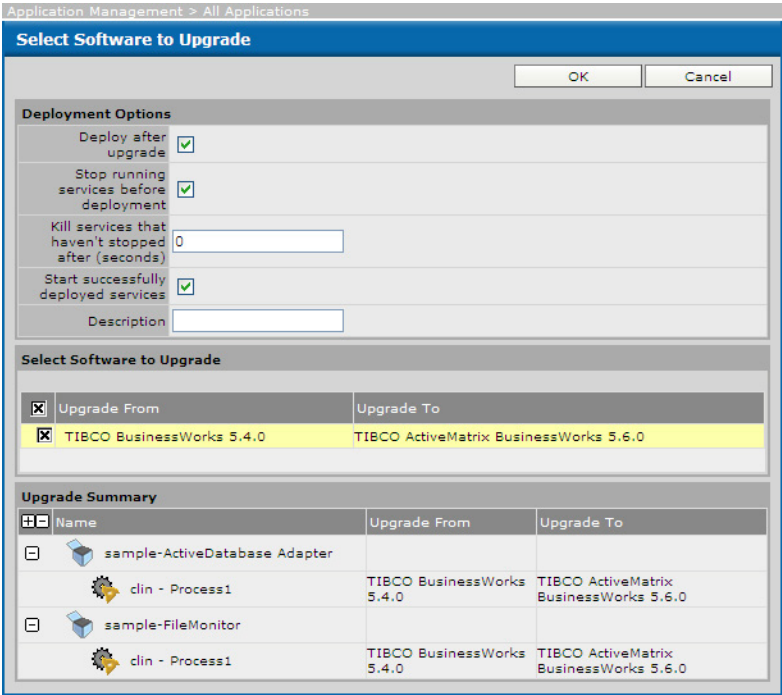 Application Management > All Applications
Select Software to Upgrade
OK Cancel
Deployment Options
Deploy after
upgrade
Stop running
services before
deployment
Kill services that
haven't stopped
after (seconds)
0
Start successfully
deployed services
Description
Select Software to Upgrade
Upgrade From Upgrade To
TIBCO BusinessWorks 5.4.0 TIBCO ActiveMatrix BusinessWorks 5.6.0
Upgrade Summary
Name Upgrade From Upgrade To
sample-ActiveDatabase Adapter
clin - Process1
TIBCO BusinessWorks
5.4.0
TIBCO ActiveMatrix
BusinessWorks 5.6.0
sample-FileMonitor
clin - Process1
TIBCO BusinessWorks
5.4.0
TIBCO ActiveMatrix
BusinessWorks 5.6.0